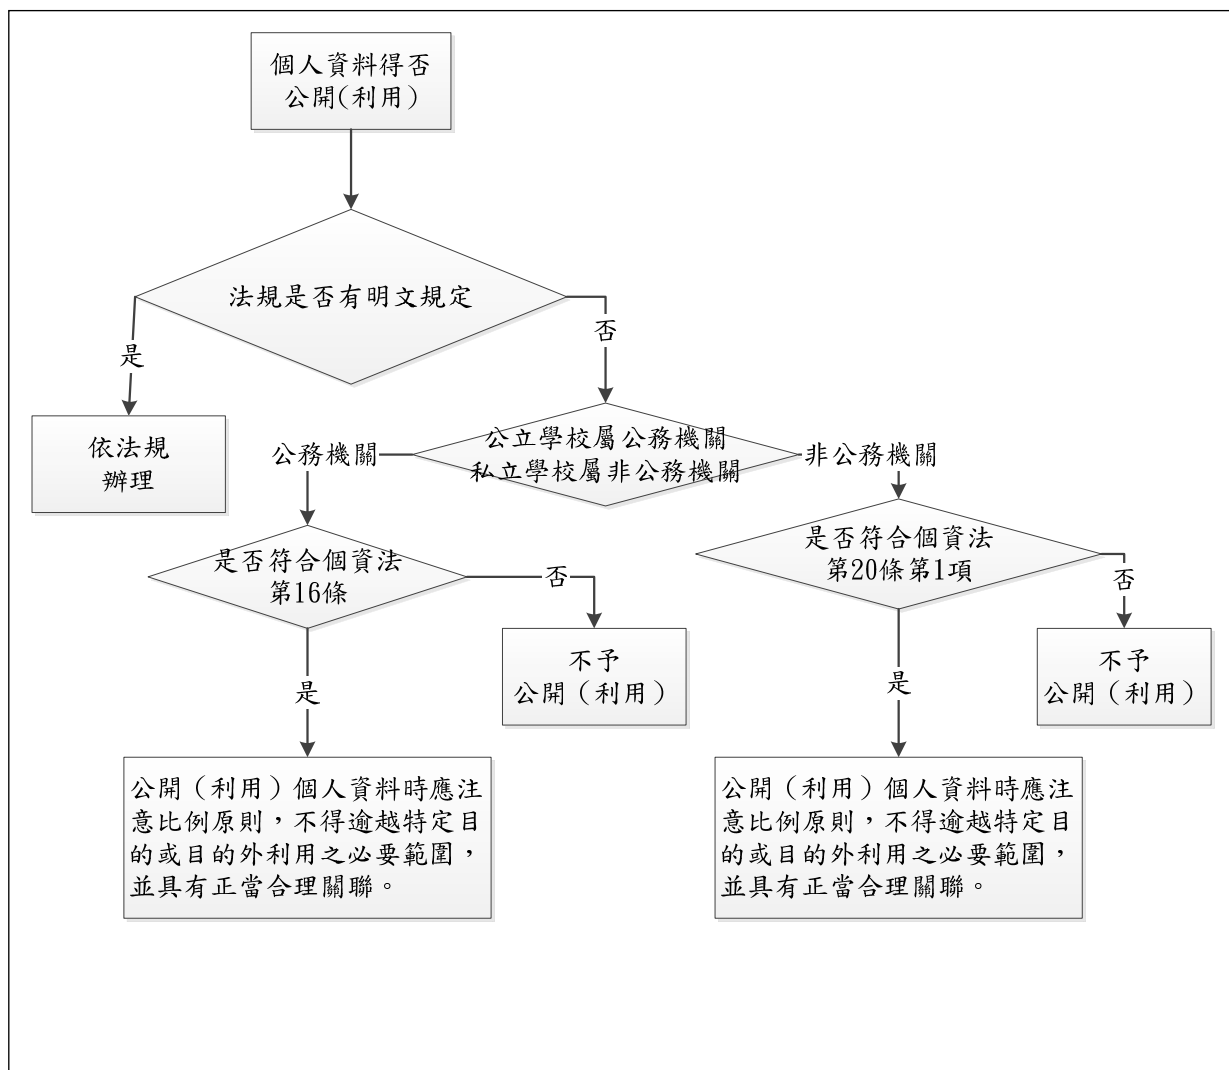 個人資料得否
公開(利用)
法規是否有明文規定
是
否
依法規
辦理
公立學校屬公務機關
私立學校屬非公務機關
公務機關
非公務機關
是否符合個資法
第16條
否
不予
公開（利用）
是
公開（利用）個人資料時應注
意比例原則，不得逾越特定目
的或目的外利用之必要範圍，
並具有正當合理關聯。
是否符合個資法
第20條第1項
否
不予
公開（利用）
是
公開（利用）個人資料時應注
意比例原則，不得逾越特定目
的或目的外利用之必要範圍，
並具有正當合理關聯。